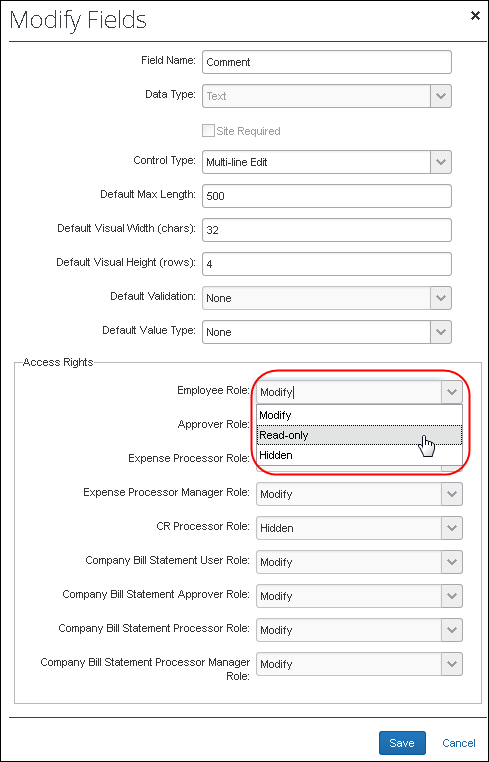 Modify Fields
Field Name: Comment
Data Type: Text
Site Required
Control Type: Multi-line Edit
Default Max Length: 500
Default Visual Width (chars): 32
Default Visual Height (rows): 4
Default Validation: None
Default Value Type: None
Access Rights
Employee Role: Modify
Modify
Approver Role:
Read-only
Expense Processor Role:
Hidden
Expense Processor Manager Role: Modify
CR Processor Role: Hidden
Company Bill Statement User Role: Modify
Company Bill Statement Approver Role: Modify
Company Bill Statement Processor Role: Modify
Company Bill Statement Processor Manager Modify
Role:
Save Cancel